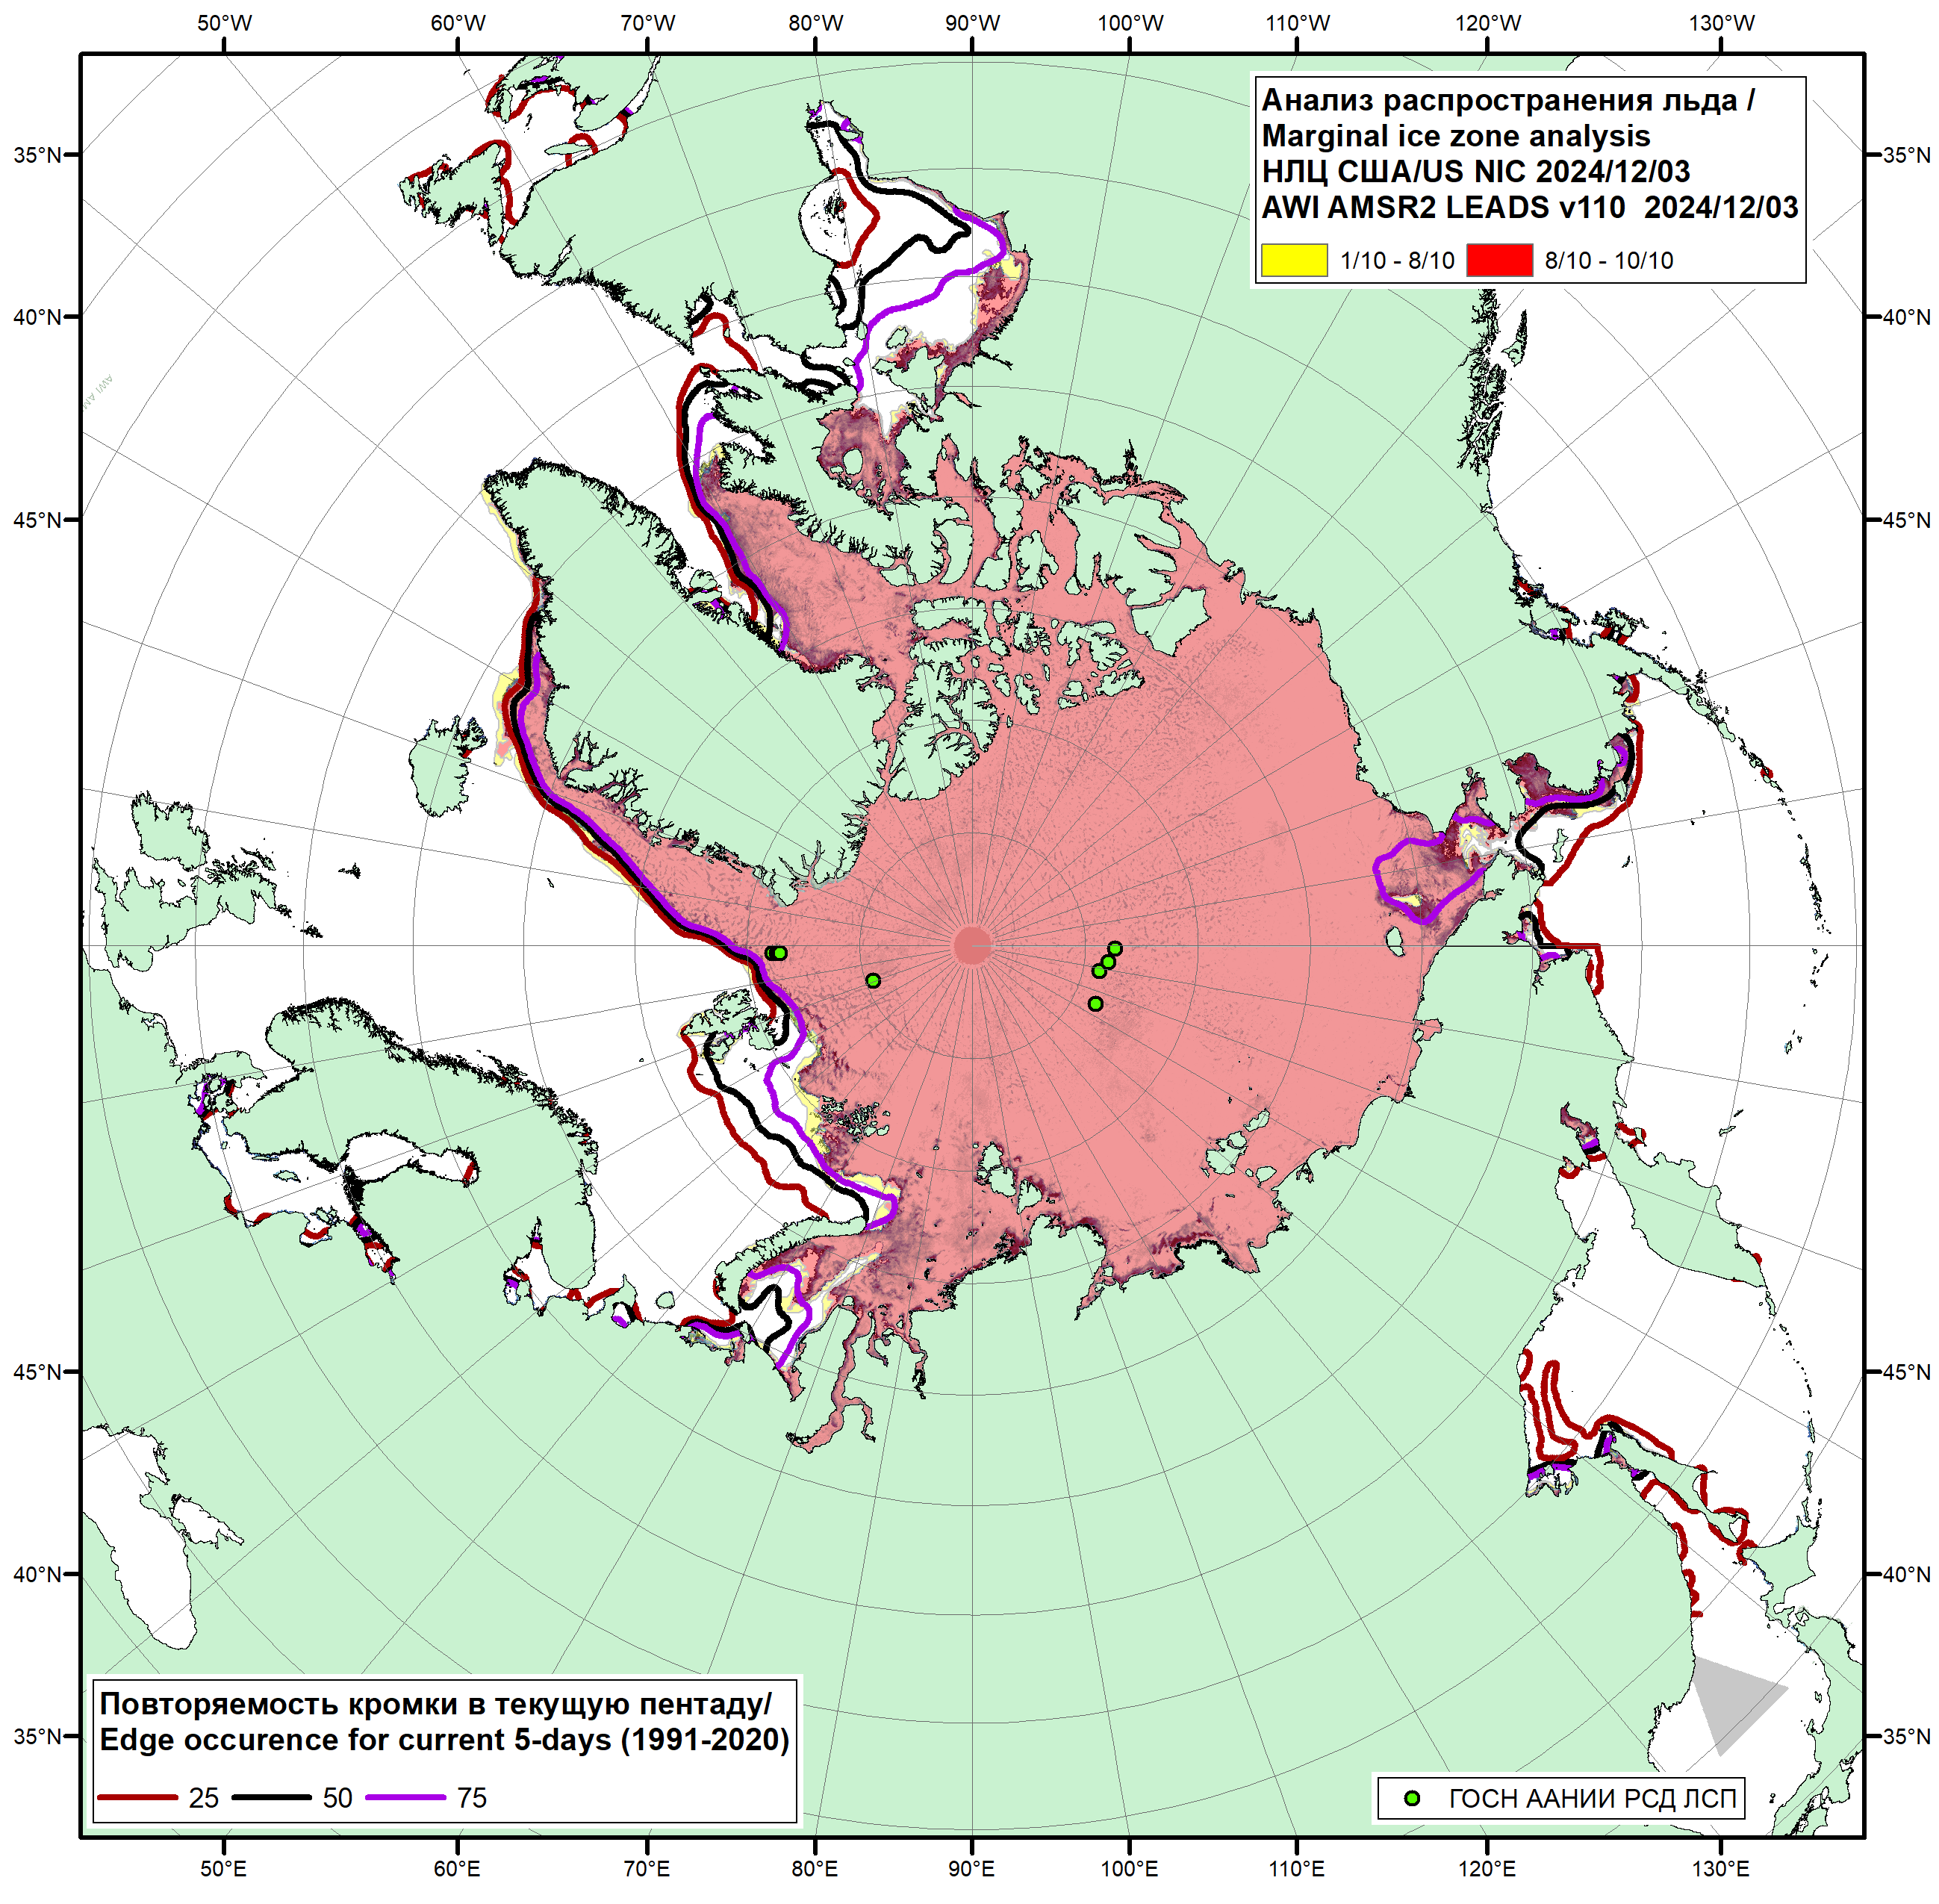 50°W 60°W 70°W 80°W 90°W 100°W 110°W 120°W 130°W
Анализ распространения льда /
Marginal ice zone analysis
НЛЦ США/US NIC 2024/12/03
AWI AMSR2 LEADS v110 2024/12/03
1/10 - 8/10 8/10 - 10/10
35°N 35°N
40°N 40°N
45°N 45°N
45°N 45°N
40°N 40°N
35°N 35°N
Повторяемость кромки в текущую пентаду/
Edge occurence for current 5-days (1991-2020)
25 50 75
ГОСН ААНИИ РСД ЛСП
50°E 60°E 70°E 80°E 90°E 100°E 110°E 120°E 130°E